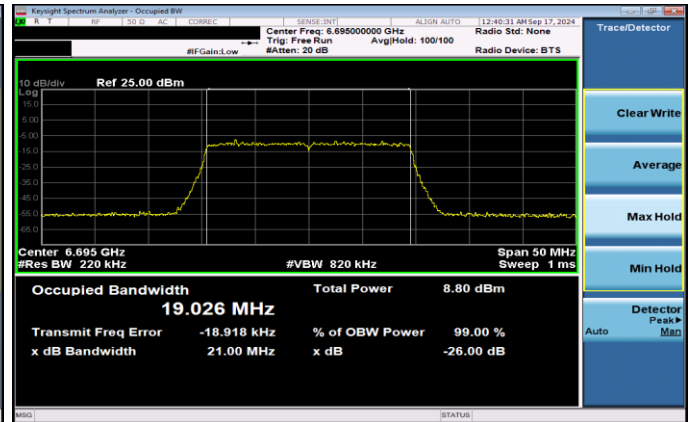 Keysight Spectrum Analyzer - Occupied BW
R T RF 50 Ω AC CORREC SENSE:INT ALIGN AUTO 12:40:31 AM Sep 17, 2024
Center Freq: 6.695000000 GHz Radio Std: None
Trig: Free Run Avg|Hold: 100/100
#IFGain:Low #Atten: 20 dB Radio Device: BTS
Trace/Detector
10 dB/div Ref 25.00 dBm
Log
15.0
5.00
-5.00
-15.0
-25.0
-35.0
-45.0
-55.0
-65.0
Center 6.695 GHz Span 50 MHz
#Res BW 220 kHz #VBW 820 kHz Sweep 1 ms
Occupied Bandwidth Total Power 8.80 dBm
19.026 MHz
Transmit Freq Error -18.918 kHz % of OBW Power 99.00 %
x dB Bandwidth 21.00 MHz x dB -26.00 dB
Clear Write
Average
Max Hold
Min Hold
Detector
Peak▶
Auto Man
MSG STATUS